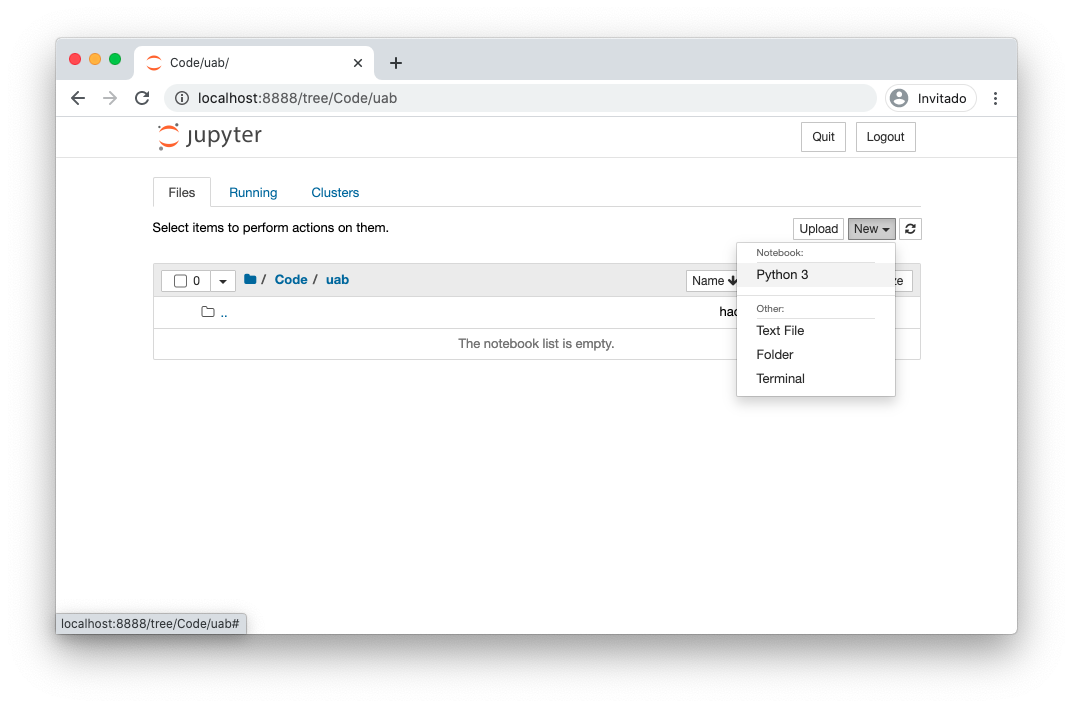 Code/uab/
localhost:8888/tree/Code/uab
Invitado
jupyter
Quit
Logout
Files
Running
Clusters
Select items to perform actions on them.
Upload
New
0
/ Code / uab
Name
..
The notebook list is empty.
Notebook:
Python 3
Other:
Text File
Folder
Terminal
localhost:8888/tree/Code/uab#